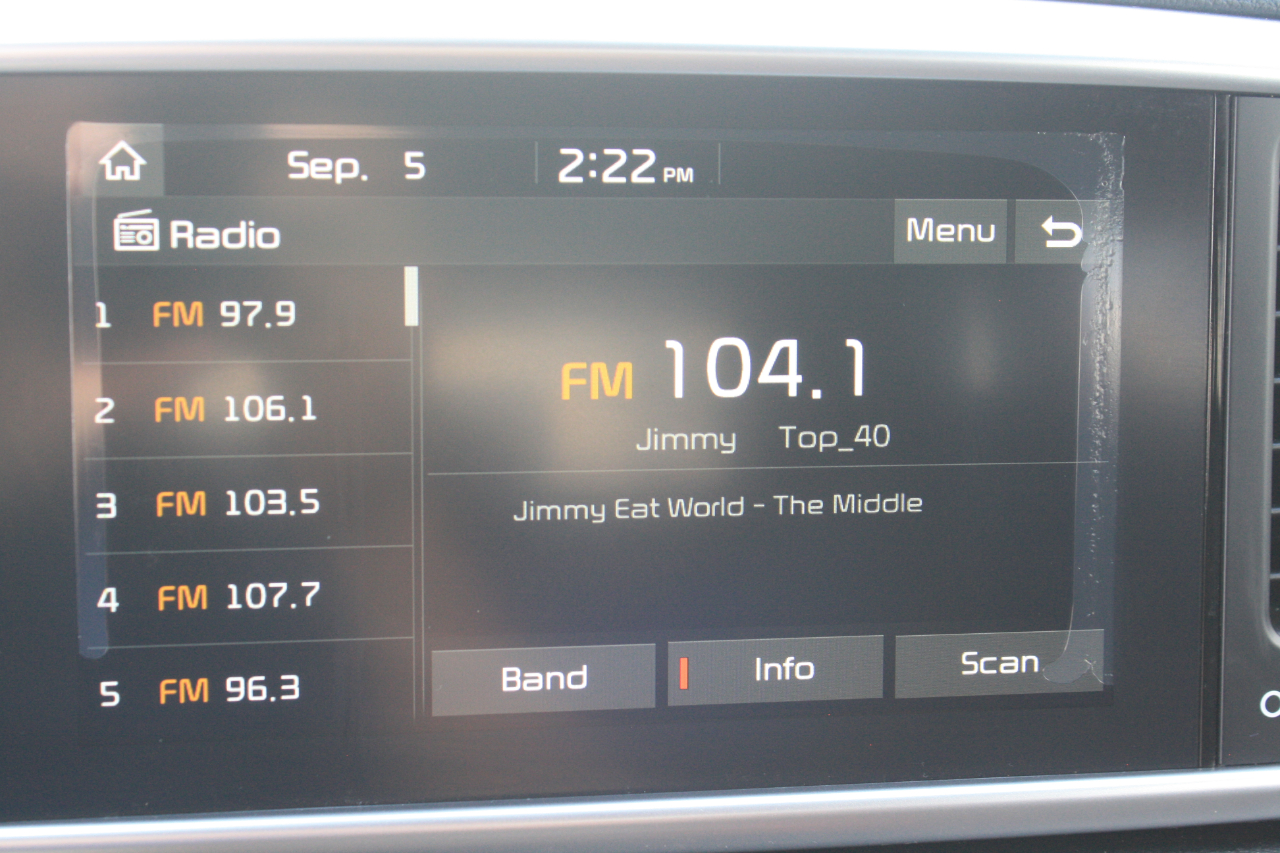 Sep. 5 2:22 PM
Radio Menu
1 FM 97.9
2 FM 106.1
3 FM 103.5
4 FM 107.7
5 FM 96.3
FM 104.1
Jimmy Top_40
Jimmy Eat World - The Middle
Band Info Scan